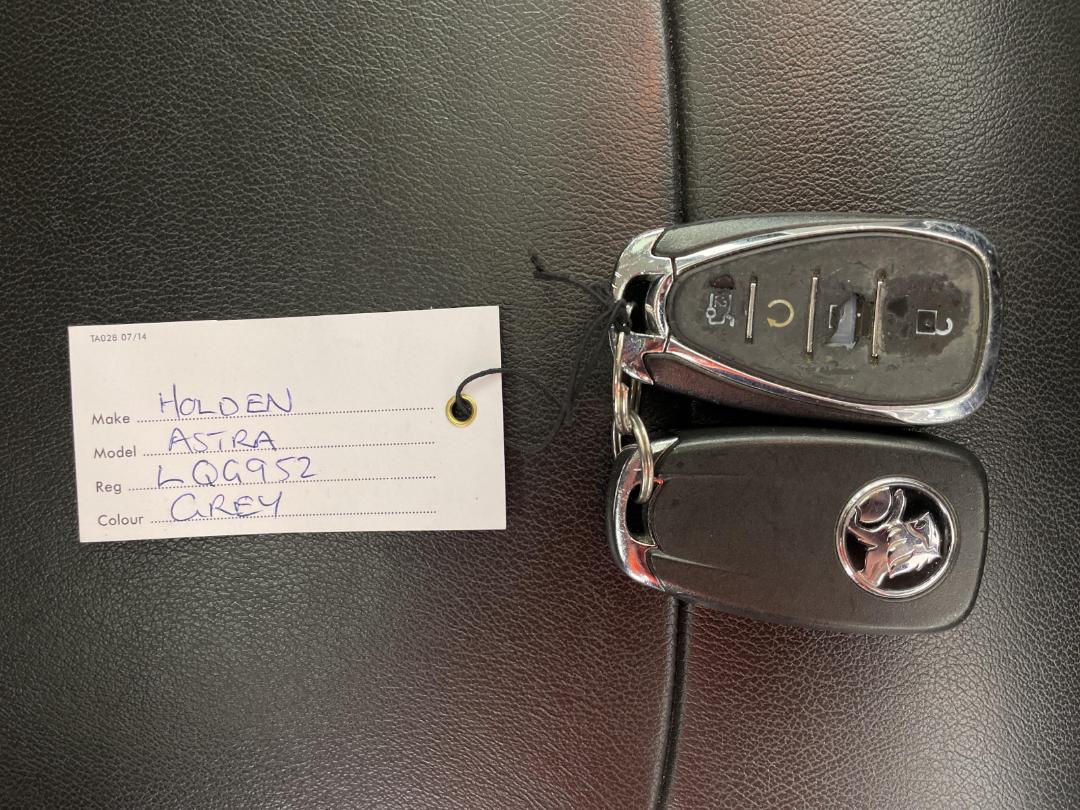 TA028 07/14
Make HOLDEN
Model ASTRA
Reg LQG952
Colour GREY